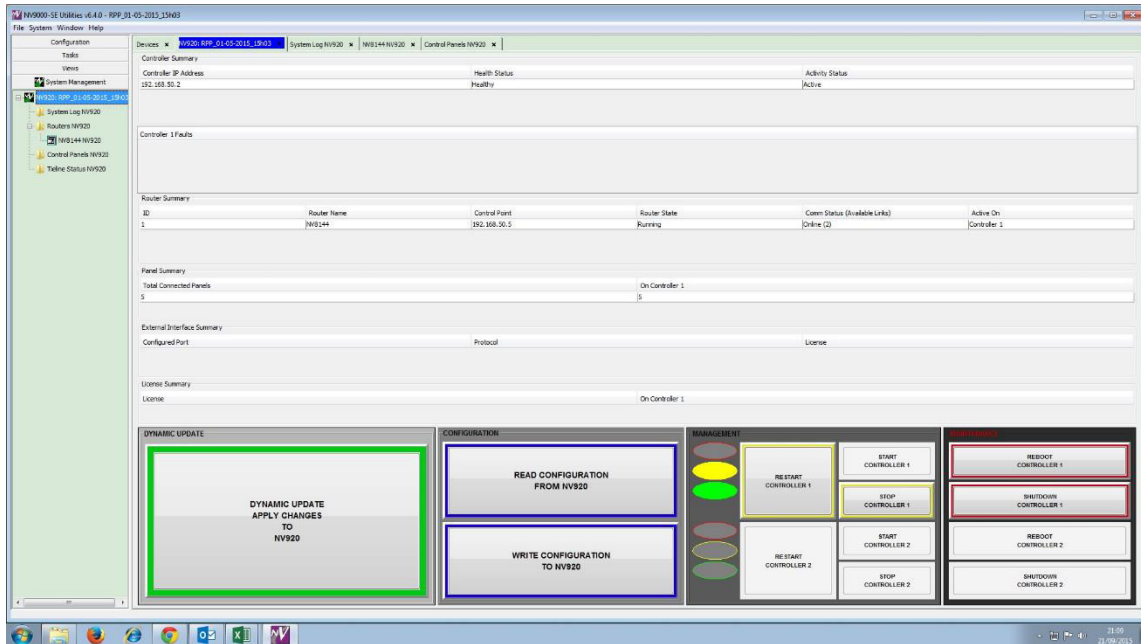 NV9000-SE Utilities v6.4.0 - RPP_01-05-2015_15h03
File System Window Help
Configuration
Tasks
Views
System Management
NV920: RPP_01-05-2015_15h03
System Log NV920
Routers NV920
NV8144 NV920
Control Panels NV920
Tieline Status NV920
Devices x NV920: RPP_01-05-2015_15h03 System Log NV920 x NV8144 NV920 x Control Panels NV920 x
Controller Summary
Controller IP Address Health Status Activity Status
192.168.50.2 Healthy Active
Controller 1 Faults
Router Summary
ID Router Name Control Point Router State Comm Status (Available Links) Active On
1 NV8144 192.168.50.5 Running Online (2) Controller 1
Panel Summary
Total Connected Panels On Controller 1
5 5
External Interface Summary
Configured Port Protocol License
License Summary
License On Controller 1
DYNAMIC UPDATE
DYNAMIC UPDATE
APPLY CHANGES
TO
NV920
CONFIGURATION
READ CONFIGURATION
FROM NV920
WRITE CONFIGURATION
TO NV920
MANAGEMENT
RESTART
CONTROLLER 1
START
CONTROLLER 1
STOP
CONTROLLER 1
RESTART
CONTROLLER 2
START
CONTROLLER 2
STOP
CONTROLLER 2
REBOOT
CONTROLLER 1
SHUTDOWN
CONTROLLER 1
REBOOT
CONTROLLER 2
SHUTDOWN
CONTROLLER 2
21:09
21/09/2015